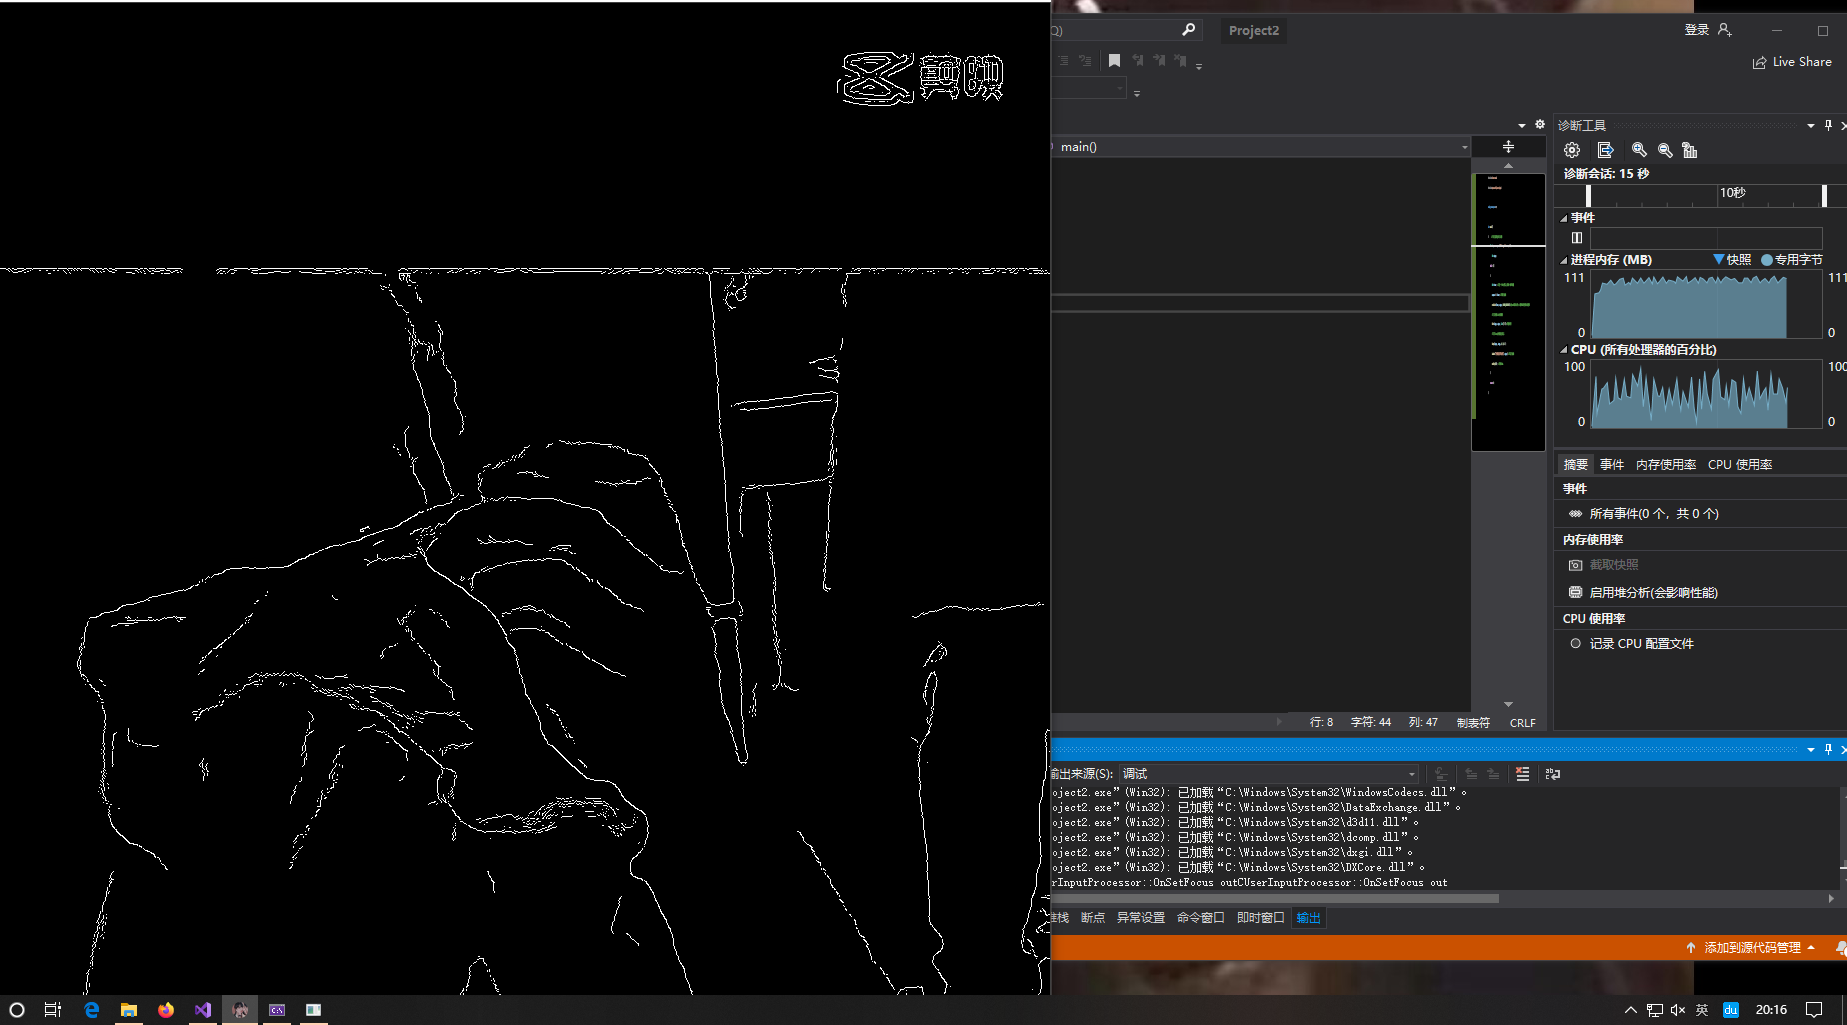 剪映
Q)
Project2
登录
Live Share
main()
诊断工具
诊断会话: 15 秒
10秒
事件
进程内存 (MB)
快照
专用字节
111
111
0
0
CPU (所有处理器的百分比)
100
100
0
0
摘要 事件 内存使用率 CPU 使用率
事件
所有事件(0 个，共 0 个)
内存使用率
截取快照
启用堆分析(会影响性能)
CPU 使用率
记录 CPU 配置文件
行: 8 字符: 44 列: 47 制表符 CRLF
输出来源(S): 调试
oject2.exe”(Win32): 已加载“C:\Windows\System32\WindowsCodecs.dll”。
oject2.exe”(Win32): 已加载“C:\Windows\System32\DataExchange.dll”。
oject2.exe”(Win32): 已加载“C:\Windows\System32\d3d11.dll”。
oject2.exe”(Win32): 已加载“C:\Windows\System32\dcomp.dll”。
oject2.exe”(Win32): 已加载“C:\Windows\System32\dxgi.dll”。
oject2.exe”(Win32): 已加载“C:\Windows\System32\DXCore.dll”。
rInputProcessor::OnSetFocus outCUserInputProcessor::OnSetFocus out
堆栈 断点 异常设置 命令窗口 即时窗口 输出
添加到源代码管理
英
du
20:16